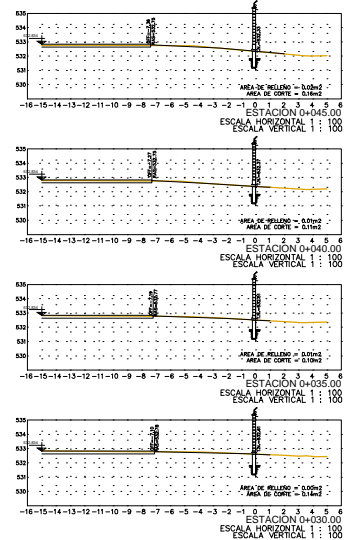 535
534
533
532
531
530
ÁREA DE RELLENO = 0.02m2
ÁREA DE CORTE = 0.16m2
-16 -15 -14 -13 -12 -11 -10 -9 -8 -7 -6 -5 -4 -3 -2 -1 0 1 2 3 4 5 6
ESTACIÓN 0+045.00
ESCALA HORIZONTAL 1 : 100
ESCALA VERTICAL 1 : 100
535
534
533
532
531
530
ÁREA DE RELLENO = 0.01m2
ÁREA DE CORTE = 0.11m2
-16 -15 -14 -13 -12 -11 -10 -9 -8 -7 -6 -5 -4 -3 -2 -1 0 1 2 3 4 5 6
ESTACIÓN 0+040.00
ESCALA HORIZONTAL 1 : 100
ESCALA VERTICAL 1 : 100
535
534
533
532
531
530
ÁREA DE RELLENO = 0.01m2
ÁREA DE CORTE = 0.10m2
-16 -15 -14 -13 -12 -11 -10 -9 -8 -7 -6 -5 -4 -3 -2 -1 0 1 2 3 4 5 6
ESTACIÓN 0+035.00
ESCALA HORIZONTAL 1 : 100
ESCALA VERTICAL 1 : 100
535
534
533
532
531
530
ÁREA DE RELLENO = 0.00m2
ÁREA DE CORTE = 0.14m2
-16 -15 -14 -13 -12 -11 -10 -9 -8 -7 -6 -5 -4 -3 -2 -1 0 1 2 3 4 5 6
ESTACIÓN 0+030.00
ESCALA HORIZONTAL 1 : 100
ESCALA VERTICAL 1 : 100